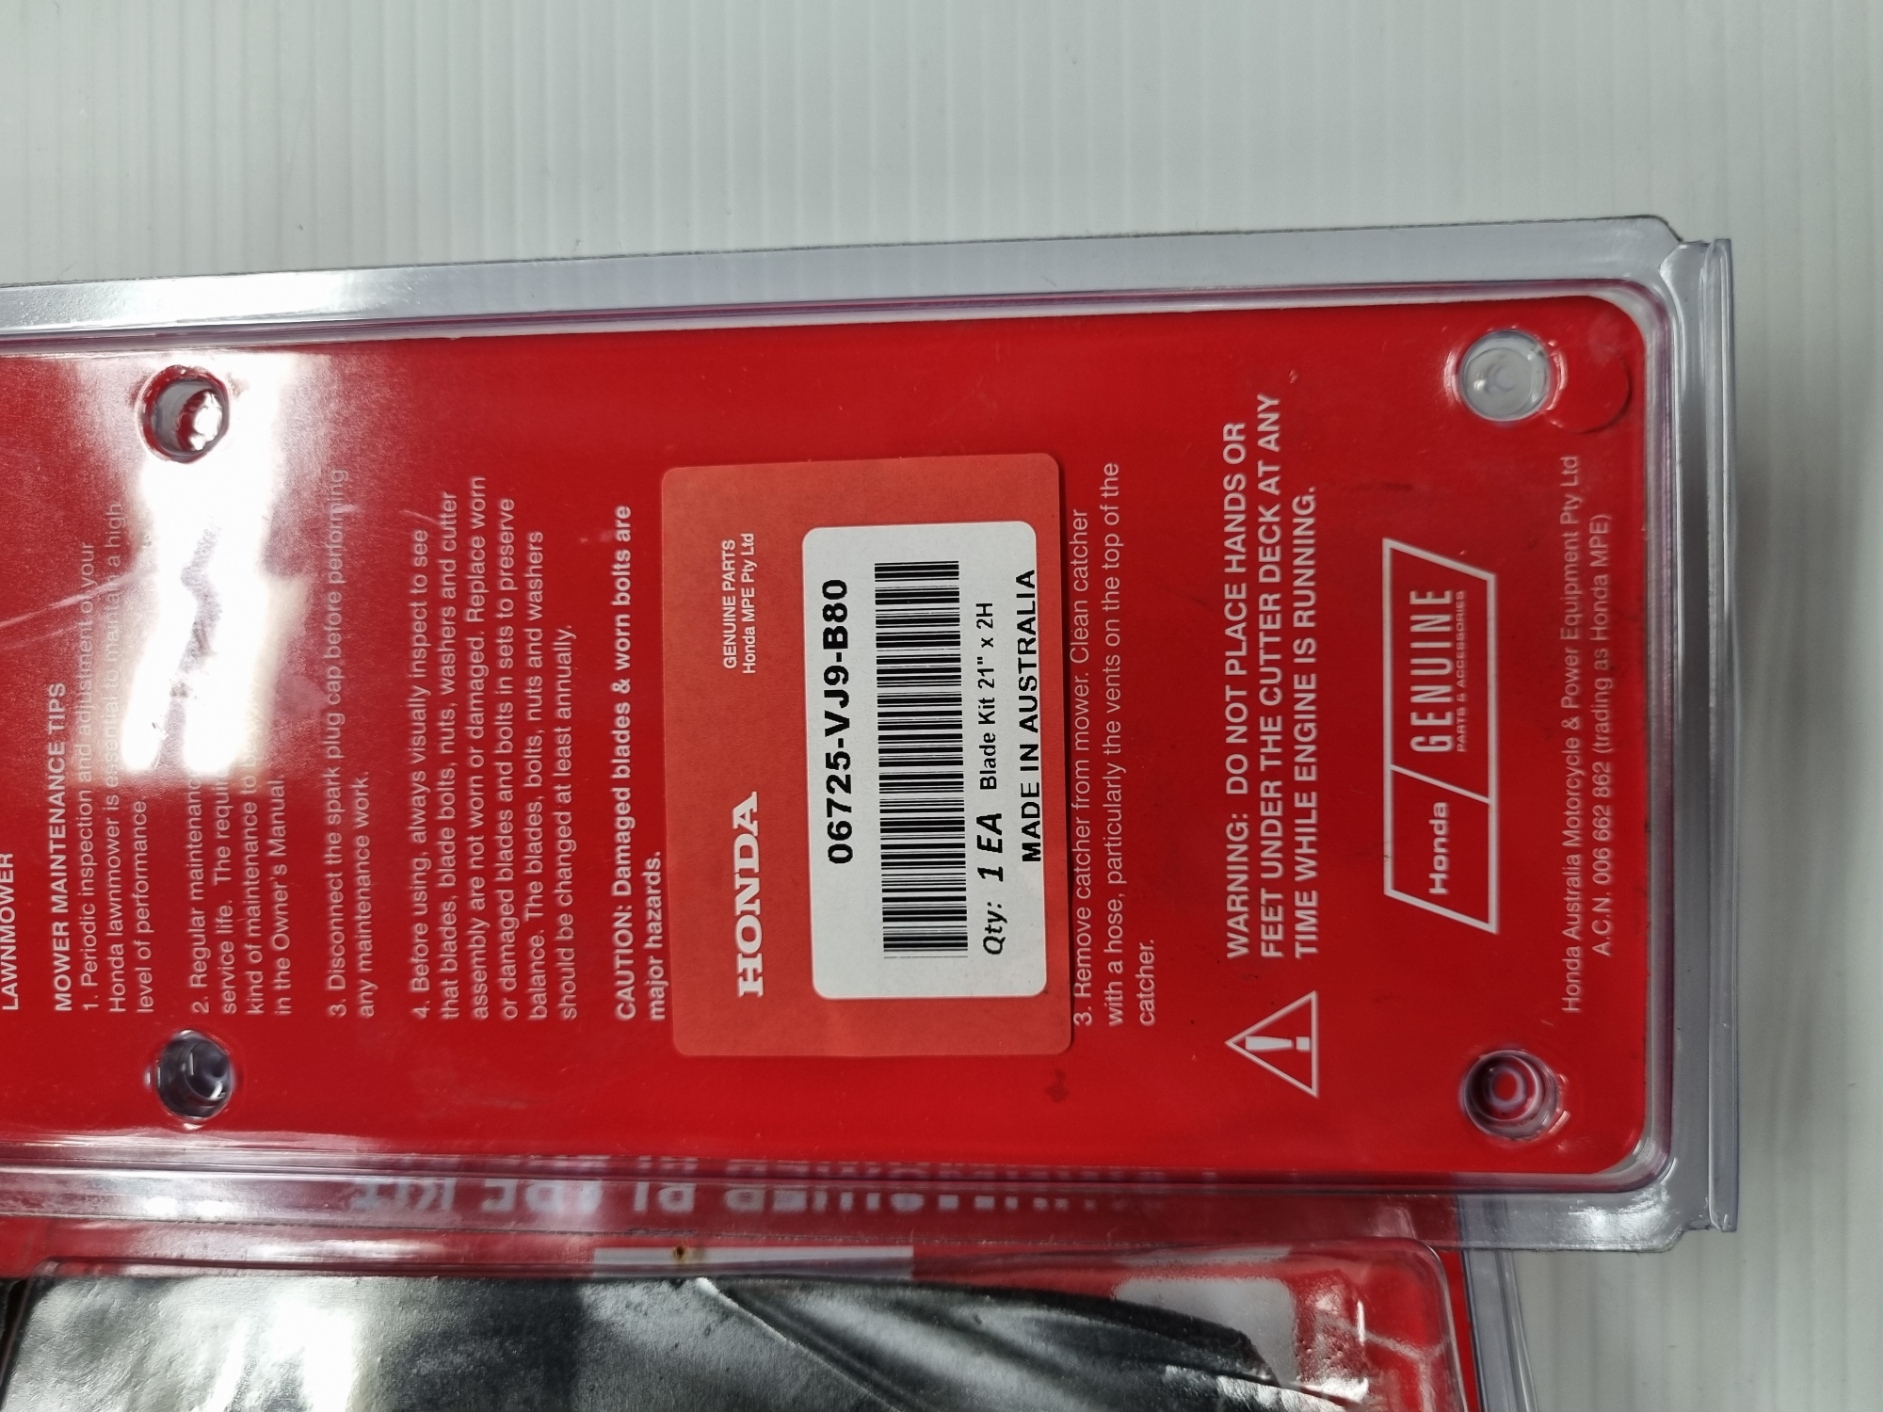 LAWNMOWER
MOWER MAINTENANCE TIPS
1. Periodic inspection and adjustment of your
Honda lawnmower is essential to maintain a high
level of performance.
2. Regular maintenance
service life. The
kind of maintenance
in the Owner's Manual.
3. Disconnect the spark plug cap before performing
any maintenance work.
4. Before using, always visually inspect to see
that blades, blade bolts, nuts, washers and cutter
assembly are not worn or damaged. Replace worn
or damaged blades and bolts in sets to preserve
balance. The blades, bolts, nuts and washers
should be changed at least annually.
CAUTION: Damaged blades & worn bolts are
major hazards.
HONDA
GENUINE PARTS
Honda MPE Pty Ltd
06725-VJ9-B80
Qty: 1 EA Blade Kit 21" x 2H
MADE IN AUSTRALIA
3. Remove catcher from mower. Clean catcher
with a hose, particularly the vents on the top of the
catcher.
WARNING: DO NOT PLACE HANDS OR
FEET UNDER THE CUTTER DECK AT ANY
TIME WHILE ENGINE IS RUNNING.
Honda GENUINE
PARTS & ACCESSORIES
Honda Australia Motorcycle & Power Equipment Pty Ltd
A.C.N. 006 662 862 (trading as Honda MPE)
BLADE KIT